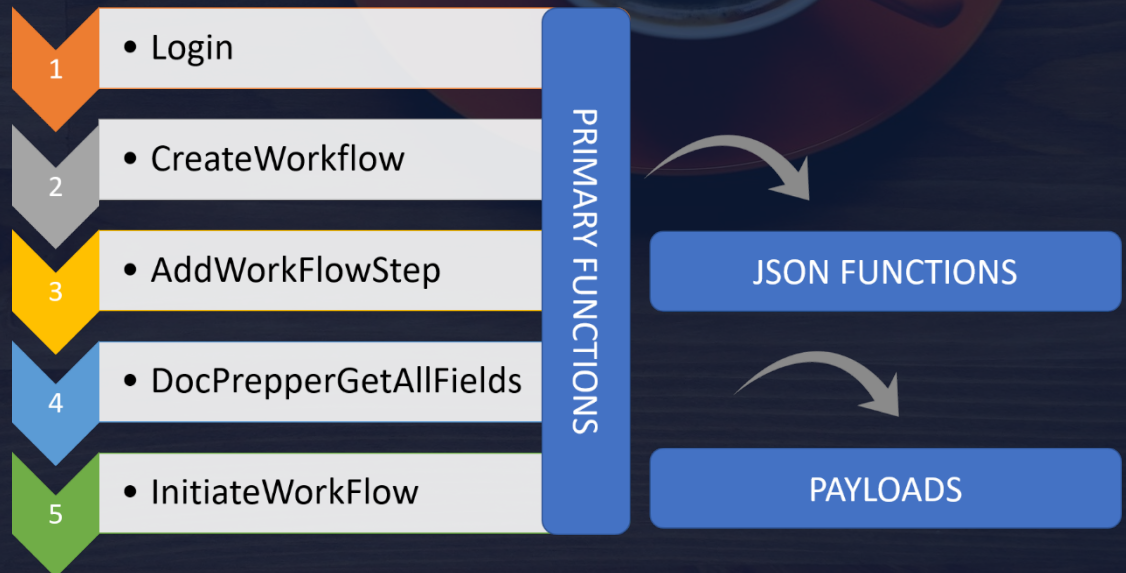 1
• Login
2
• CreateWorkflow
3
• AddWorkFlowStep
4
• DocPrepperGetAllFields
5
• InitiateWorkFlow
PRIMARY FUNCTIONS
JSON FUNCTIONS
PAYLOADS